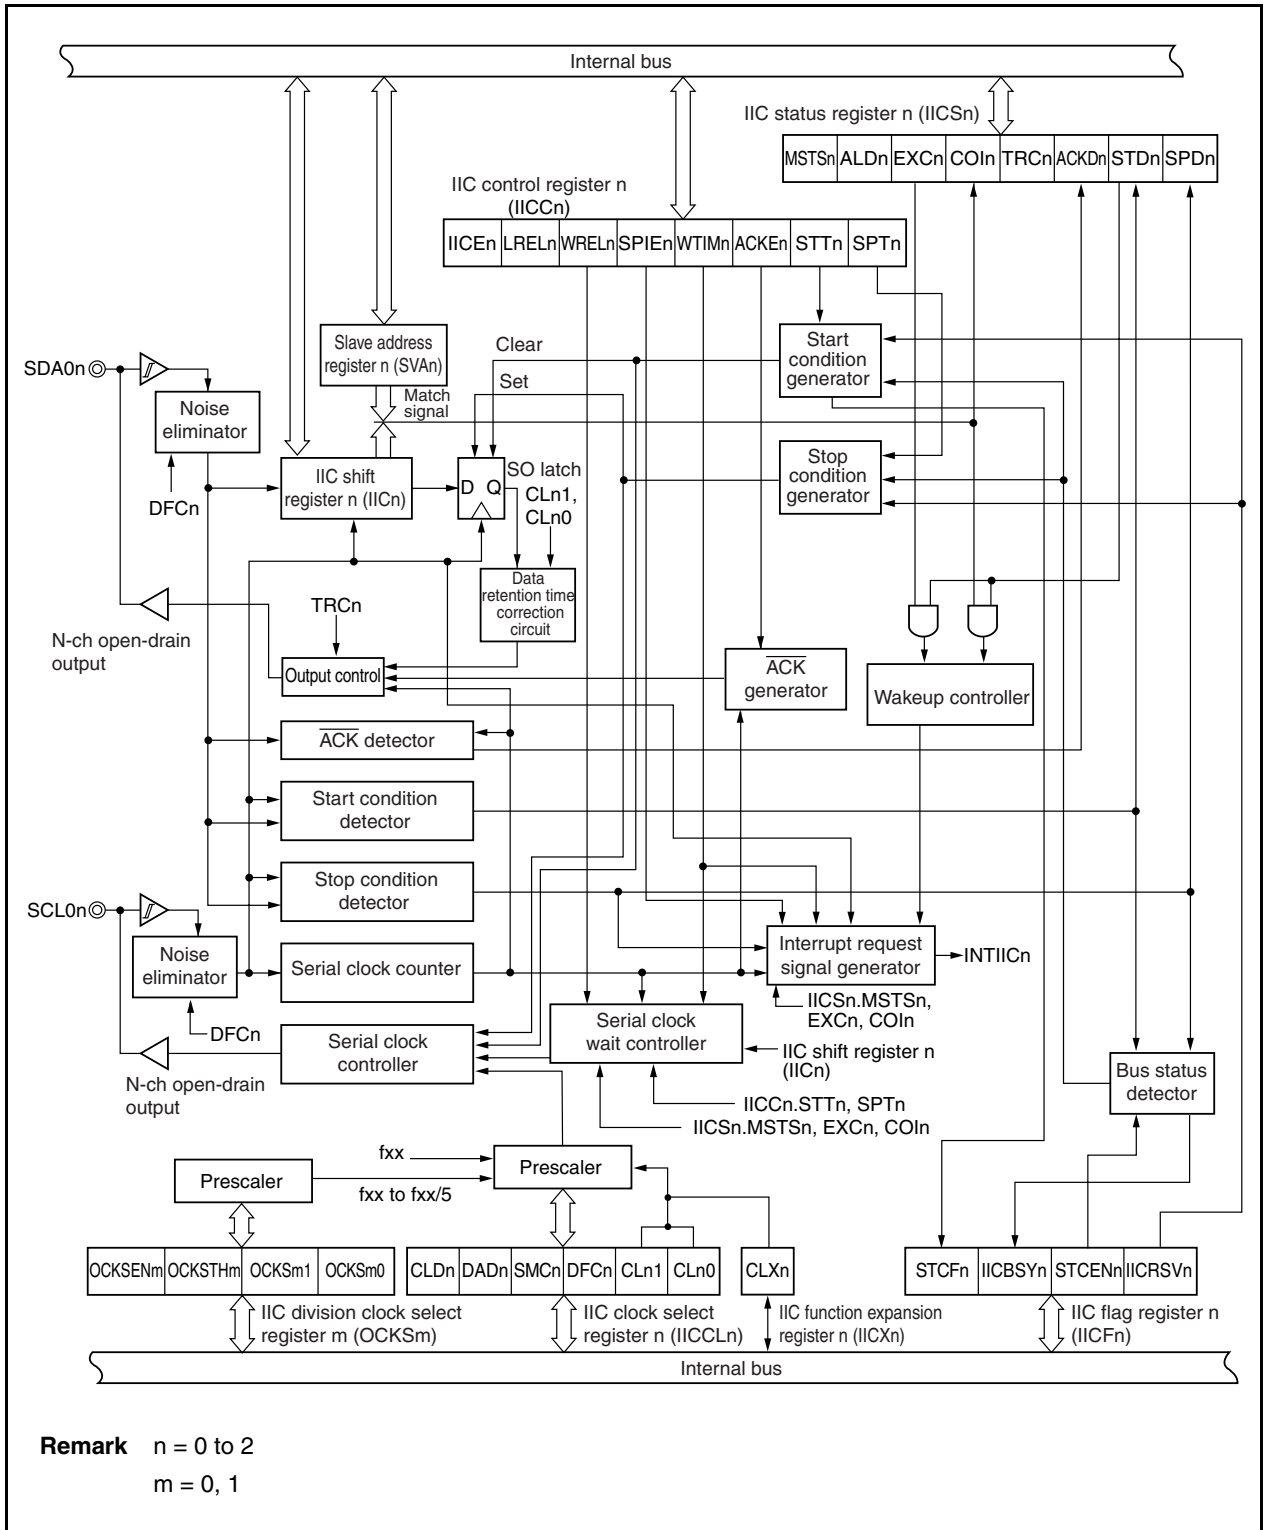 Internal bus
IIC status register n (IICSn)
MSTSn ALDn EXCn COIn TRCn ACKDn STDn SPDn
IIC control register n
(IICCn)
IICEn LRELn WRELn SPIEn WTIMn ACKEn STTn SPTn
Slave address
register n (SVAn)
Clear
Set
Match
signal
Start
condition
generator
SDA0n
Noise
eliminator
DFCn
IIC shift
register n (IICn)
D Q
SO latch
CLn1,
CLn0
Stop
condition
generator
Data
retention time
correction
circuit
TRCn
N-ch open-drain
output
Output control
ACK
generator
Wakeup controller
ACK detector
Start condition
detector
Stop condition
detector
SCL0n
Noise
eliminator
DFCn
Serial clock counter
Interrupt request
signal generator
INTIICn
IICSn.MSTSn,
EXCn, COIn
Serial clock
wait controller
IIC shift register n
(IICn)
Serial clock
controller
N-ch open-drain
output
IICCn.STTn, SPTn
IICSn.MSTSn, EXCn, COIn
Bus status
detector
fxx
Prescaler
Prescaler
fxx to fxx/5
OCKSENm OCKSTHm OCKSm1 OCKSm0
CLDn DADn SMCn DFCn CLn1 CLn0
CLXn
STCFn IICBSYn STCENn IICRSVn
IIC division clock select
register m (OCKSm)
IIC clock select
register n (IICCLn)
IIC function expansion
register n (IICXn)
IIC flag register n
(IICFn)
Internal bus
Remark n = 0 to 2
m = 0, 1